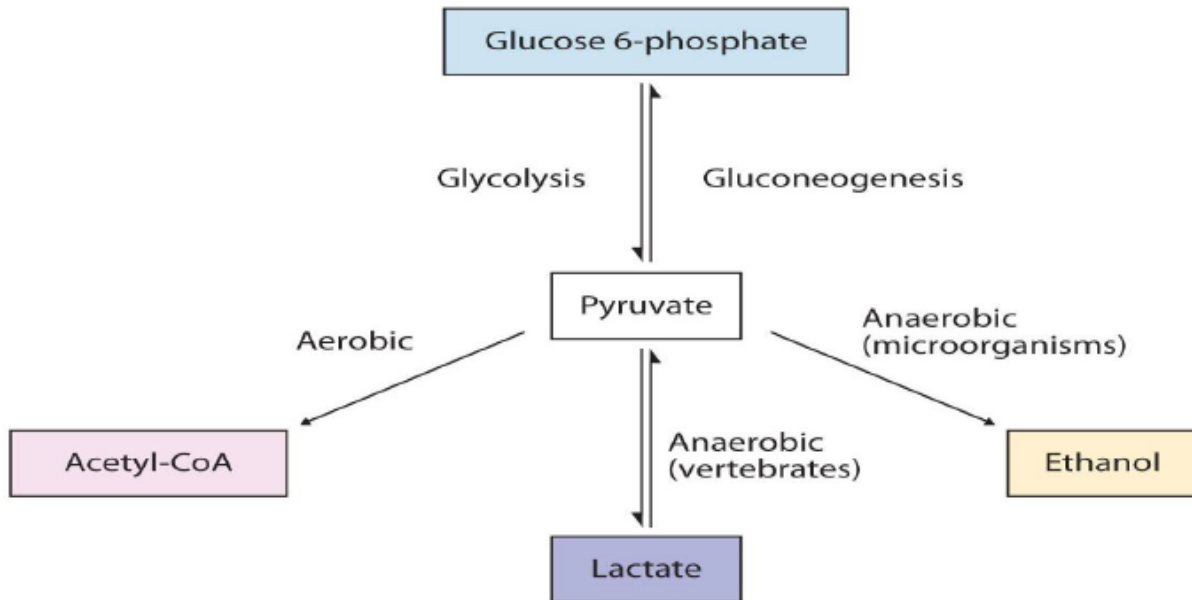 Glucose 6-phosphate
Glycolysis
Gluconeogenesis
Pyruvate
Aerobic
Anaerobic
(microorganisms)
Acetyl-CoA
Anaerobic
(vertebrates)
Ethanol
Lactate